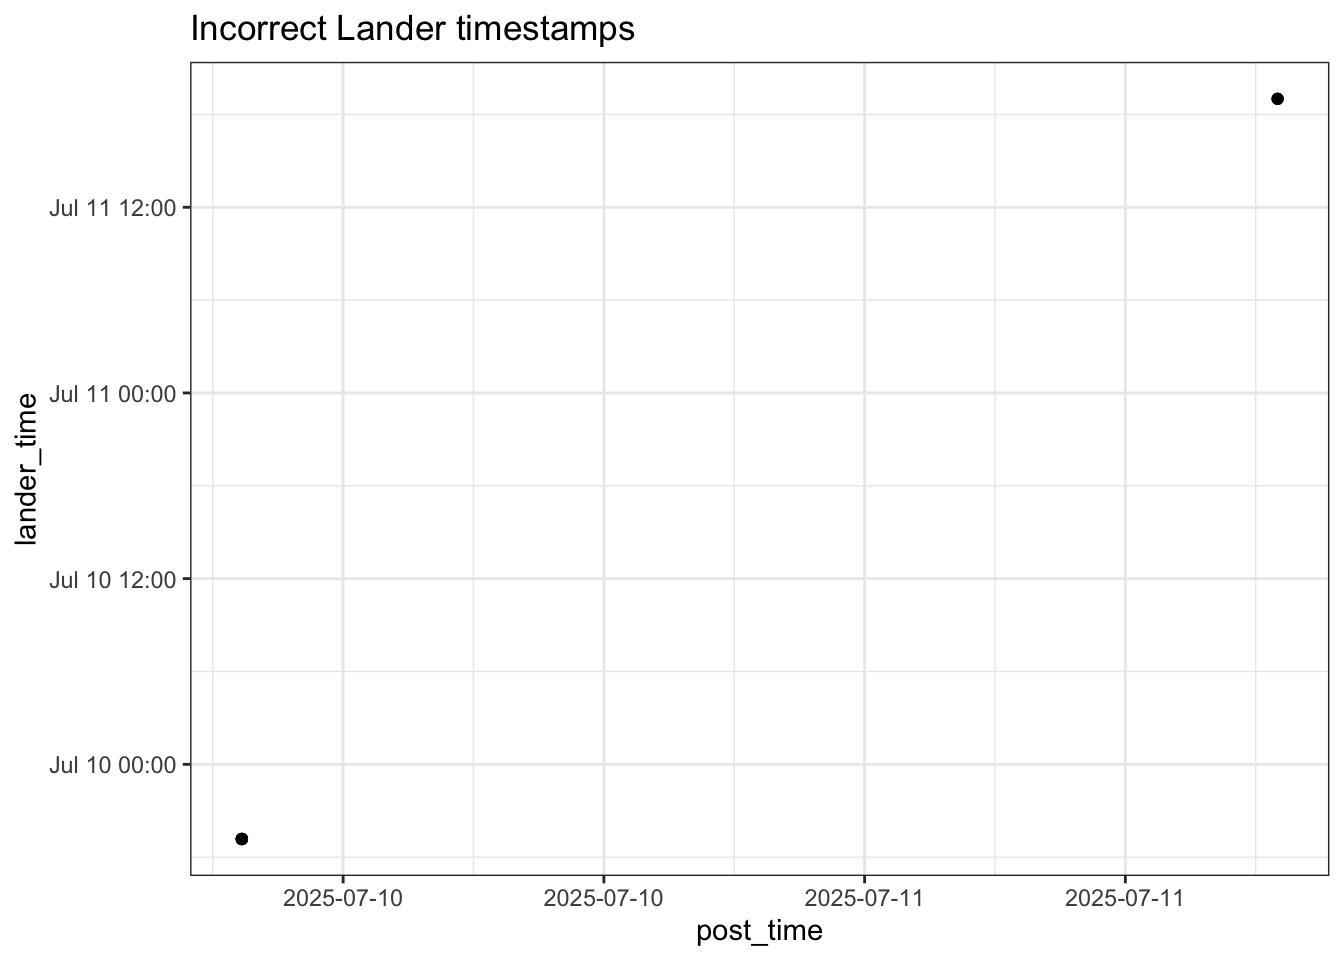 Incorrect Lander timestamps
Jul 11 12:00
Jul 11 00:00
Jul 10 12:00
Jul 10 00:00
lander_time
2025-07-10 2025-07-10 2025-07-11 2025-07-11
post_time